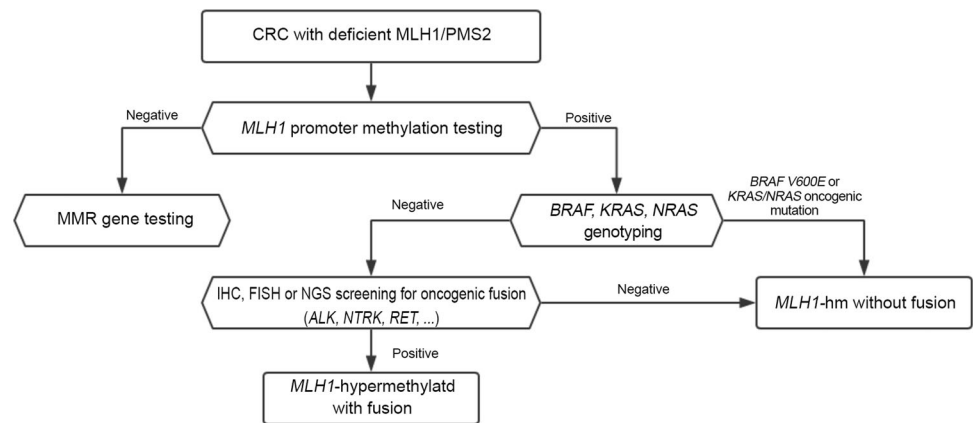 CRC with deficient MLH1/PMS2
Negative
MLH1 promoter methylation testing
Positive
MMR gene testing
Negative
BRAF, KRAS, NRAS
genotyping
BRAF V600E or
KRAS/NRAS oncogenic
mutation
IHC, FISH or NGS screening for oncogenic fusion
(ALK, NTRK, RET, ...)
Negative
MLH1-hm without fusion
Positive
MLH1-hypermethylatd
with fusion